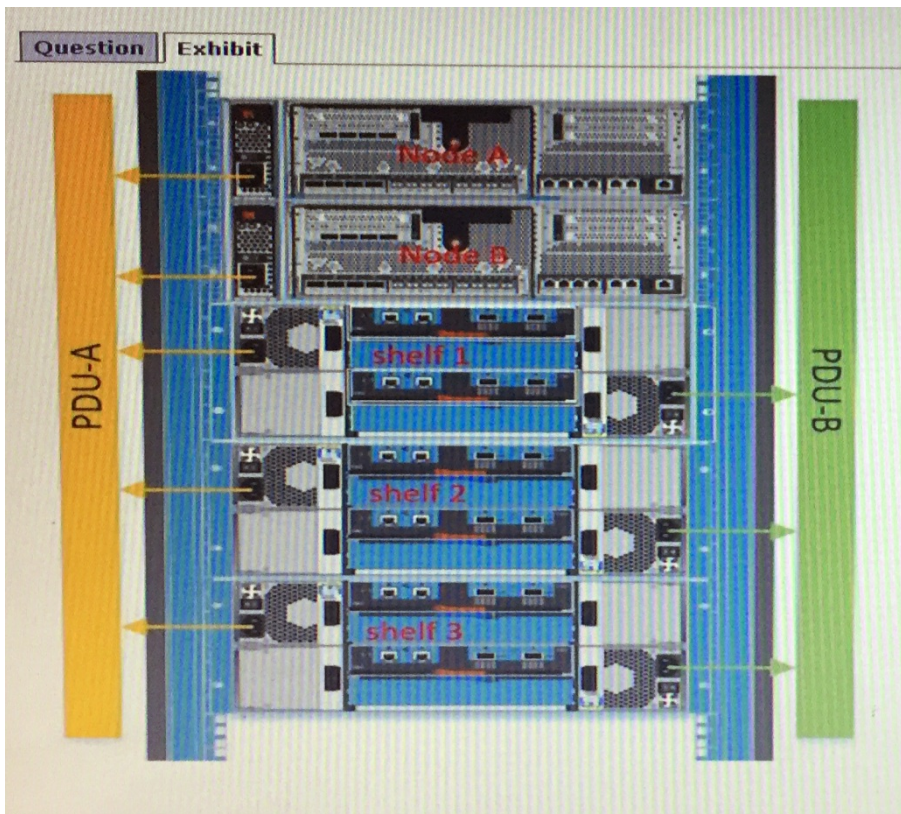 Question
Exhibit
Node A
Node B
PDU-A
PDU-B
shelf 1
shelf 2
shelf 3